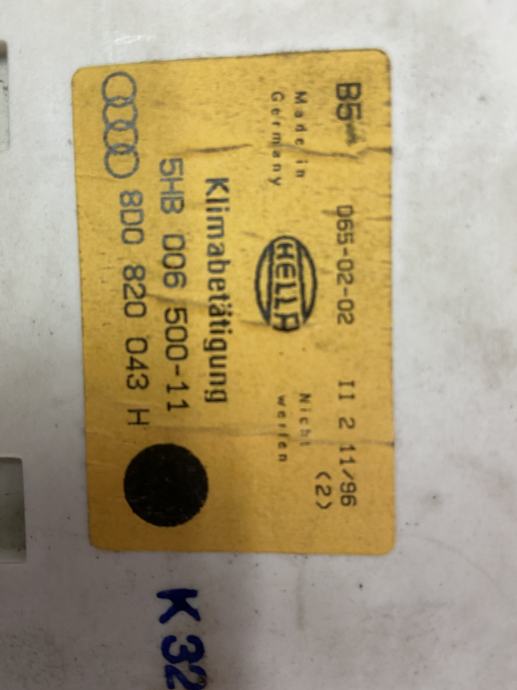 B5 065-02-02 II 2 11/96
(2)
Made in
Germany
HELLA
Nicht
werfen
Klimabetätigung
5HB 006 500-11
8D0 820 043 H
K 32